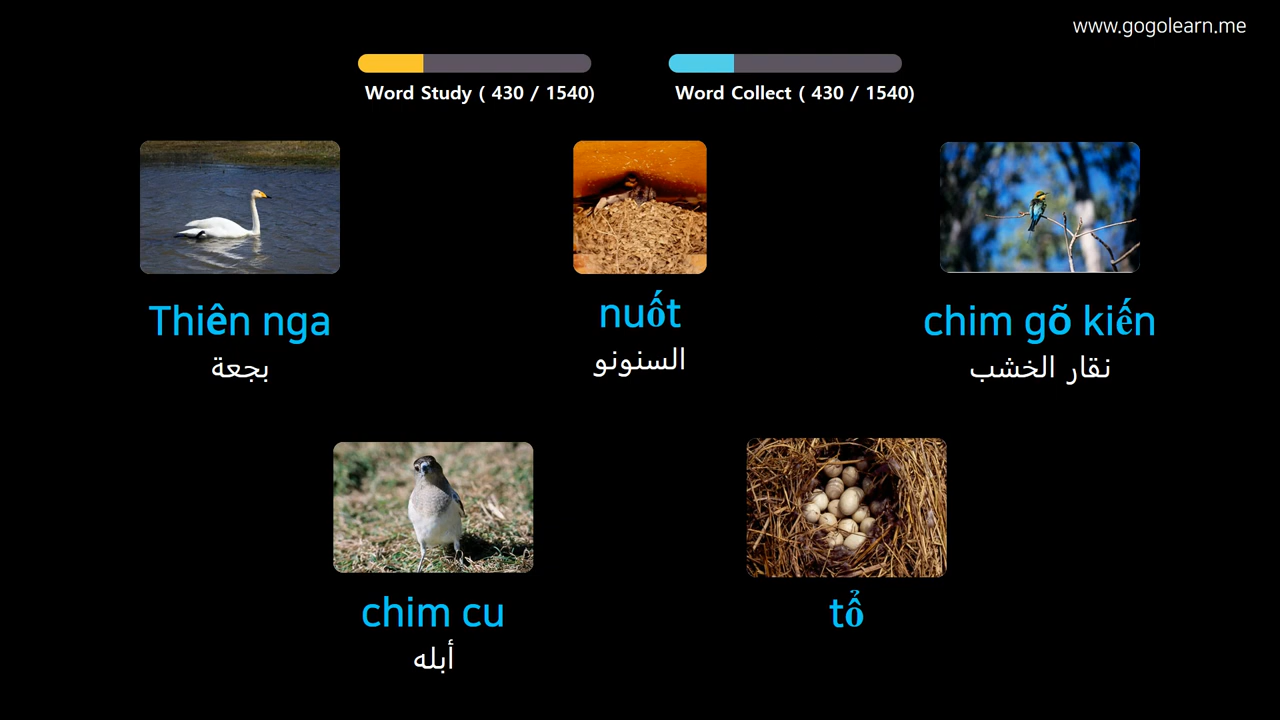 www.gogolearn.me
Word Study ( 430 / 1540)
Word Collect ( 430 / 1540)
Thiên nga
بجعة
nuốt
السنونو
chim gõ kiến
نقار الخشب
chim cu
أبله
tổ